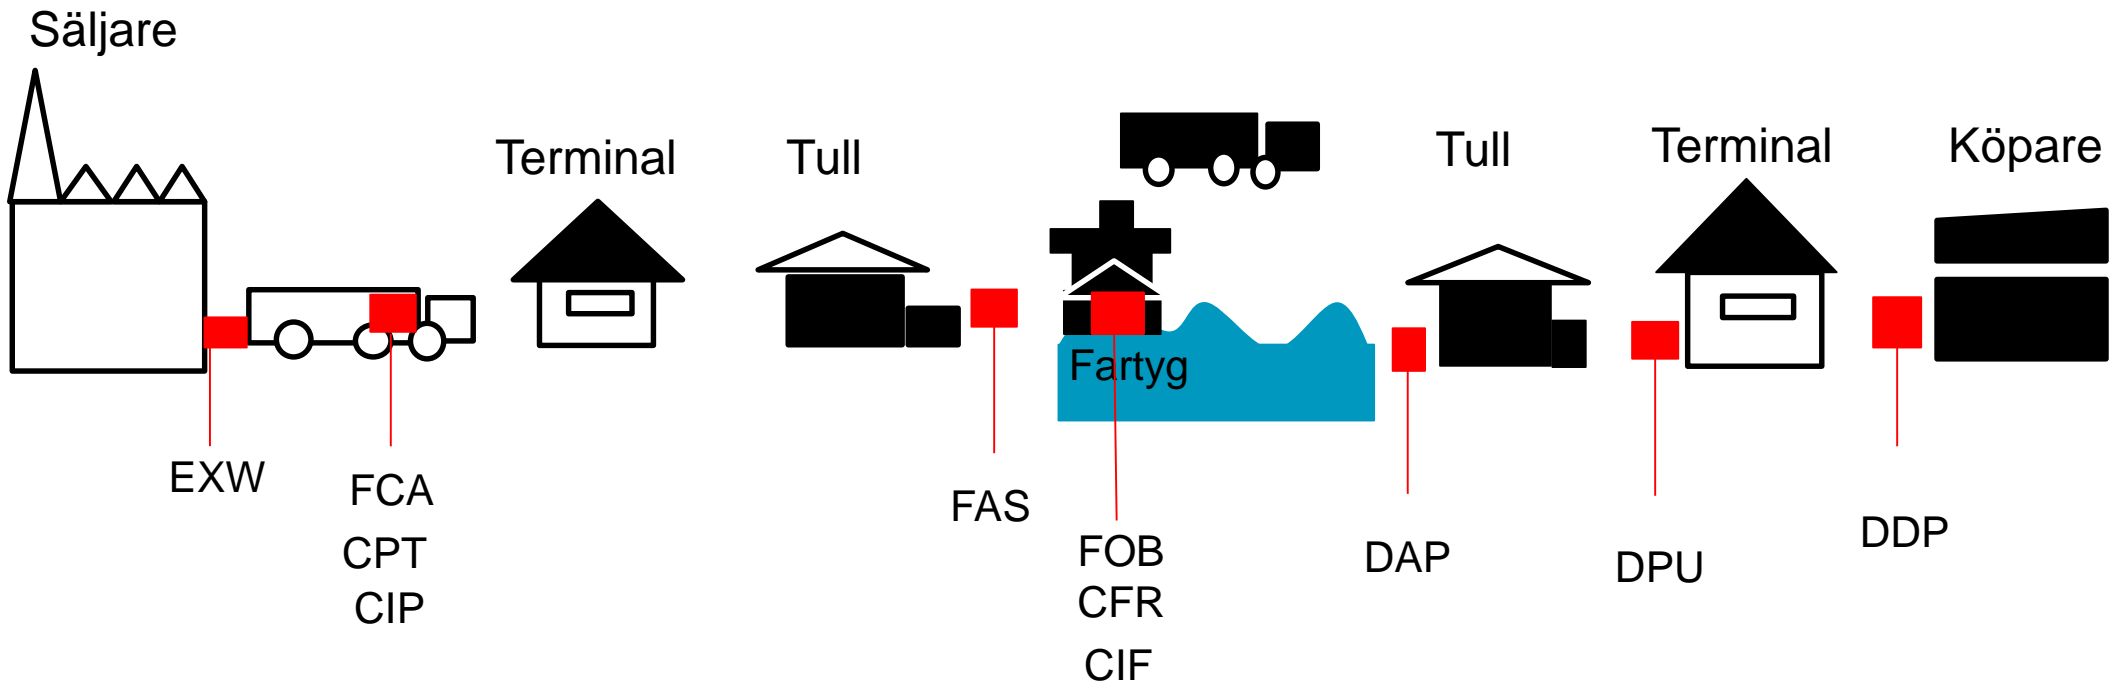 Säljare
Terminal
Tull
Tull
Terminal
Köpare
Fartyg
EXW
FCA
CPT
CIP
FAS
FOB
CFR
CIF
DAP
DPU
DDP